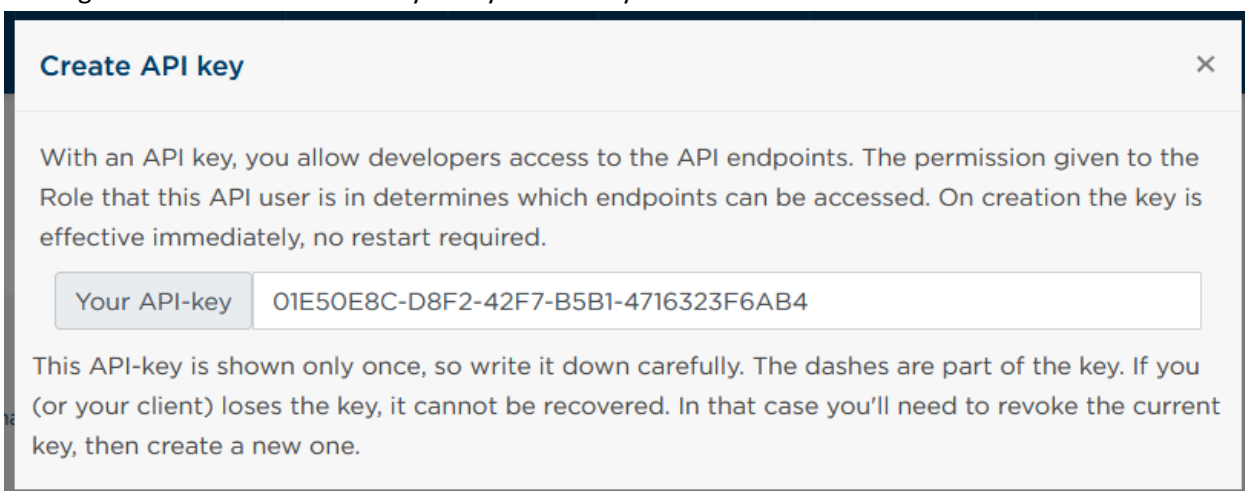 Create API key ×
With an API key, you allow developers access to the API endpoints. The permission given to the
Role that this API user is in determines which endpoints can be accessed. On creation the key is
effective immediately, no restart required.
Your API-key 01E50E8C-D8F2-42F7-B5B1-4716323F6AB4
This API-key is shown only once, so write it down carefully. The dashes are part of the key. If you
(or your client) loses the key, it cannot be recovered. In that case you'll need to revoke the current
key, then create a new one.